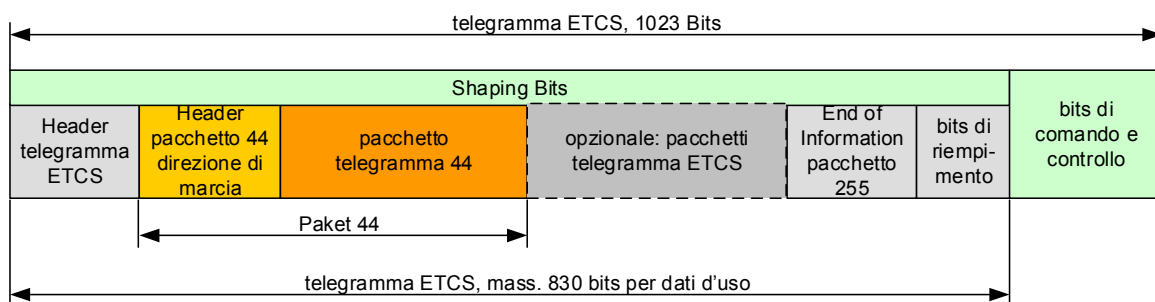 telegramma ETCS, 1023 Bits
Shaping Bits
Header
telegramma
ETCS
Header
pacchetto 44
direzione di
marcia
pacchetto
telegramma 44
opzionale: pacchetti
telegramma ETCS
End of
Information
pacchetto
255
bits di
riempi-
mento
bits di
comando e
controllo
Paket 44
telegramma ETCS, mass. 830 bits per dati d'uso